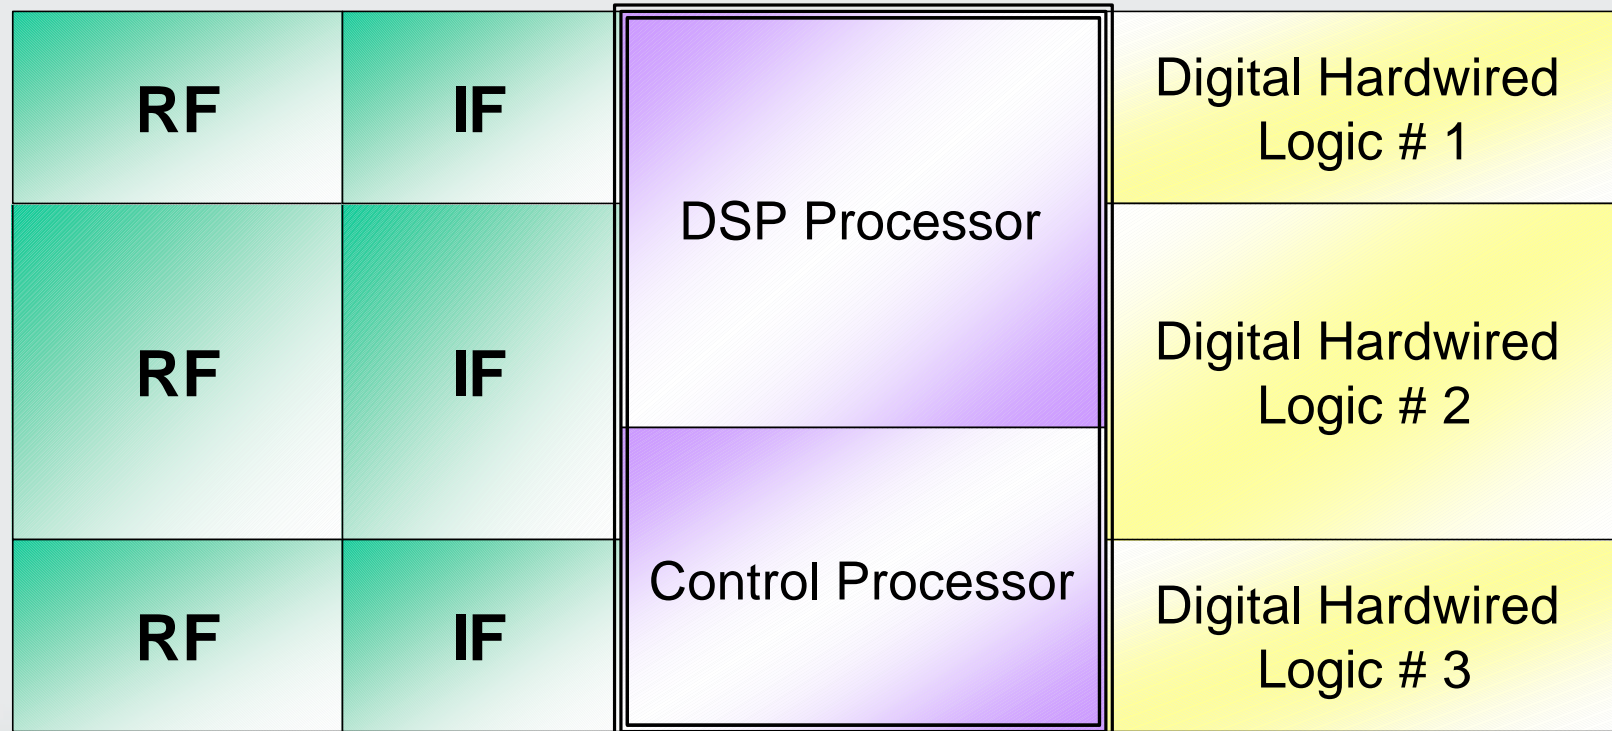 RF
IF
DSP Processor
Digital Hardwired
Logic # 1
RF
IF
Digital Hardwired
Logic # 2
RF
IF
Control Processor
Digital Hardwired
Logic # 3